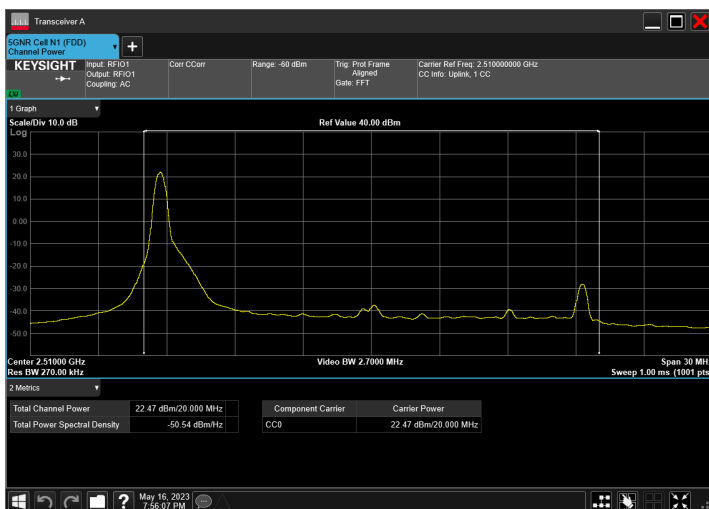 Transceiver A
5GNR Cell N1 (FDD)
Channel Power
KEYSIGHT
LXI
Input: RFIO1
Output: RFIO1
Coupling: AC
Corr CCorr
Range: -60 dBm
Trig: Prot Frame
Aligned
Gate: FFT
Carrier Ref Freq: 2.510000000 GHz
CC Info: Uplink, 1 CC
1 Graph
Scale/Div 10.0 dB
Ref Value 40.00 dBm
Log
30.0
20.0
10.0
0.00
-10.0
-20.0
-30.0
-40.0
-50.0
Center 2.51000 GHz
Video BW 2.7000 MHz
Span 30 MH
Res BW 270.00 kHz
Sweep 1.00 ms (1001 pts
2 Metrics
Total Channel Power 22.47 dBm/20.000 MHz
Total Power Spectral Density -50.54 dBm/Hz
Component Carrier Carrier Power
CC0 22.47 dBm/20.000 MHz
?
May 16, 2023
7:56:07 PM